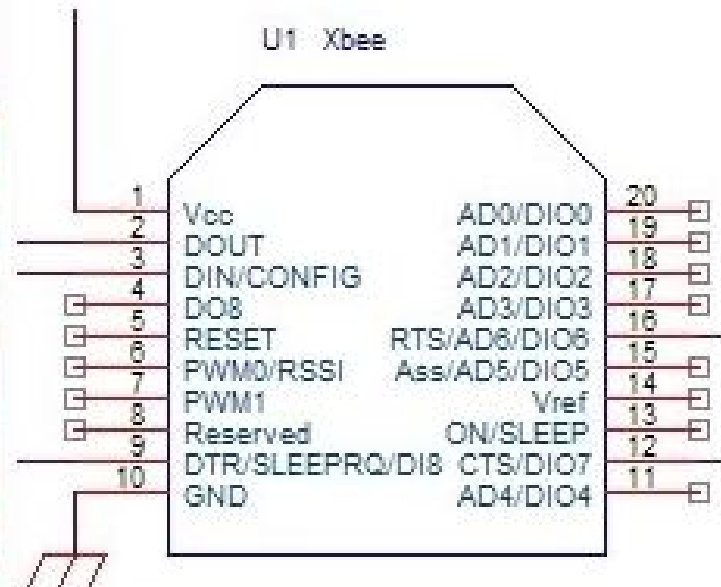 U1 Xbee
1 Vcc AD0/DIO0 20
2 DOUT AD1/DIO1 19
3 DIN/CONFIG AD2/DIO2 18
4 DO8 AD3/DIO3 17
5 RESET RTS/AD6/DIO6 16
6 PWM0/RSSI Ass/AD5/DIO5 15
7 PWM1 Vref 14
8 Reserved ON/SLEEP 13
9 DTR/SLEEPRQ/DI8 CTS/DIO7 12
10 GND AD4/DIO4 11